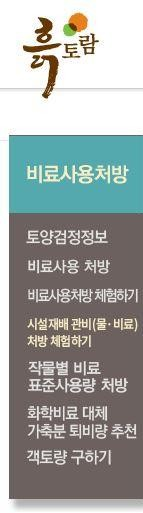 흙토람
비료사용처방
토양검정정보
비료사용 처방
비료사용처방 체험하기
시설재배 관비(물·비료)
처방 체험하기
작물별 비료
표준사용량 처방
화학비료 대체
가축분 퇴비량 추천
객토량 구하기